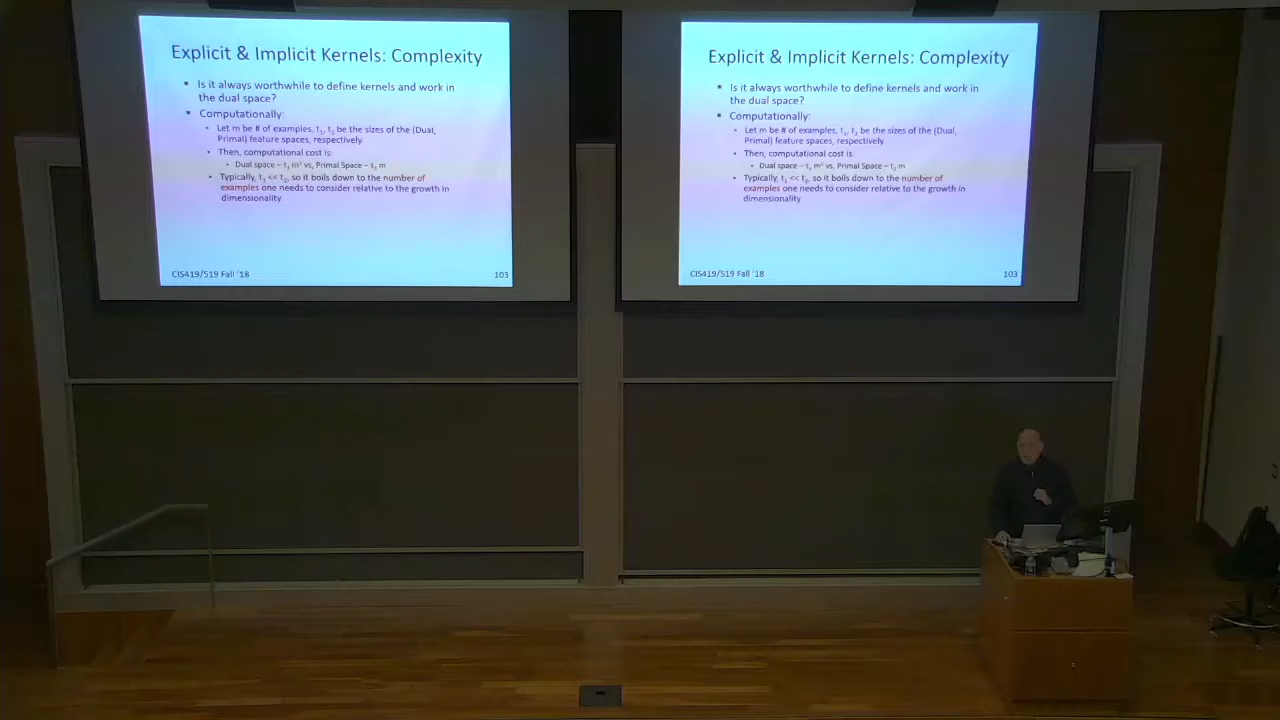 Explicit & Implicit Kernels: Complexity
Is it always worthwhile to define kernels and work in
the dual space?
Computationally:
Let m be # of examples, t₁, t₂ be the sizes of the (Dual,
Primal) feature spaces, respectively
Then, computational cost is:
Dual space – t₁ m² vs, Primal Space – t₂ m
Typically, t₁ << t₂, so it boils down to the number of
examples one needs to consider relative to the growth in
dimensionality
CIS419/519 Fall '18
103
Explicit & Implicit Kernels: Complexity
Is it always worthwhile to define kernels and work in
the dual space?
Computationally:
Let m be # of examples, t₁, t₂ be the sizes of the (Dual,
Primal) feature spaces, respectively
Then, computational cost is:
Dual space – t₁ m² vs, Primal Space – t₂ m
Typically, t₁ << t₂, so it boils down to the number of
examples one needs to consider relative to the growth in
dimensionality
CIS419/519 Fall '18
103